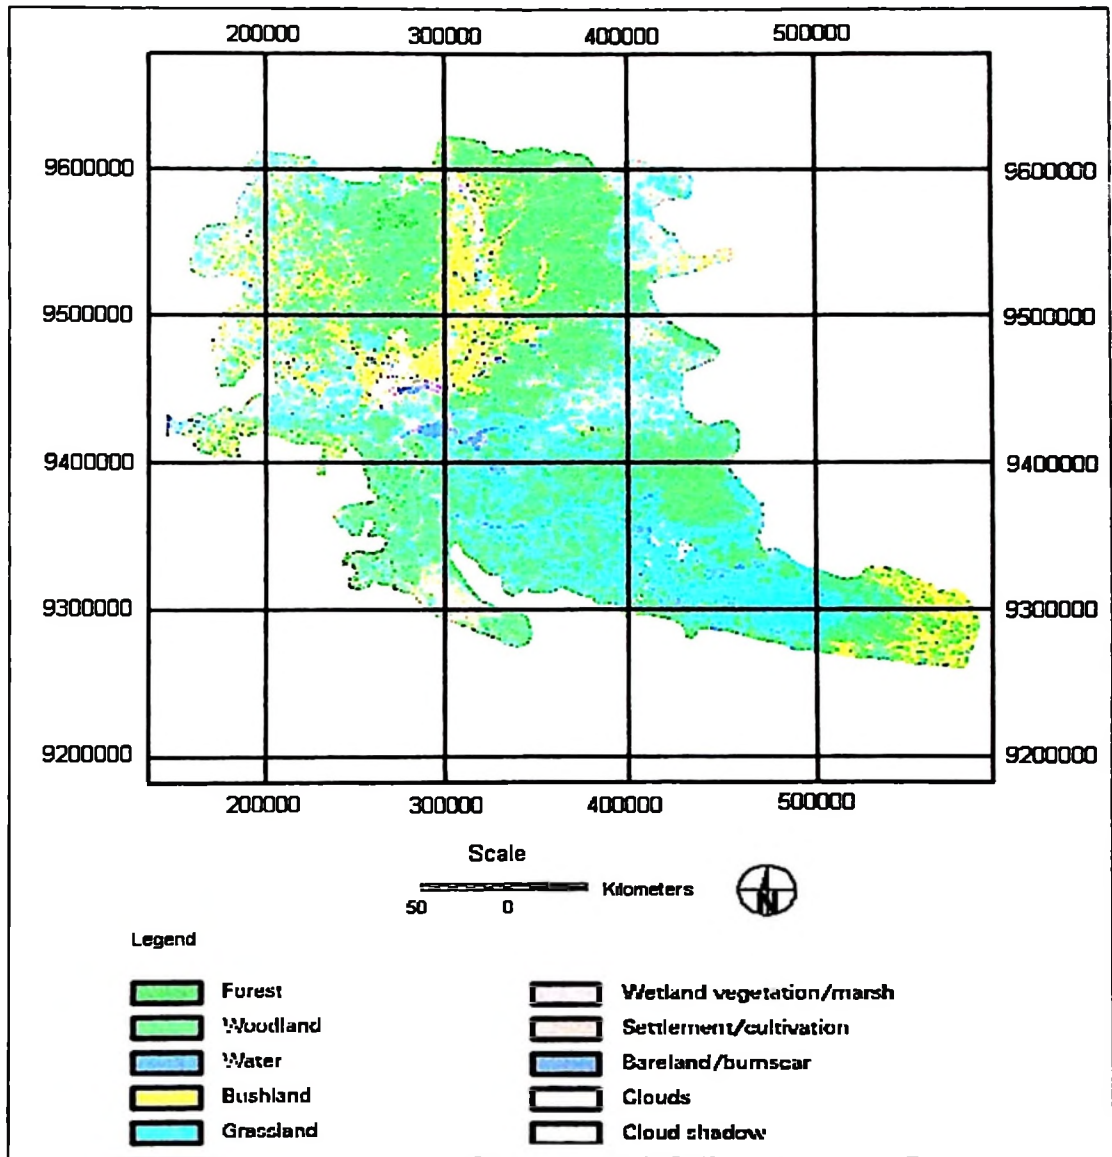 200000 300000 400000 500000
9600000 9600000
9500000 9500000
9400000 9400000
9300000 9300000
9200000 9200000
200000 300000 400000 500000
Scale
Kilometers
50 0
N
Legend
Forest
Woodland
Water
Bushland
Grassland
Wetland vegetation/marsh
Settlement/cultivation
Bareland/burnscar
Clouds
Cloud shadow